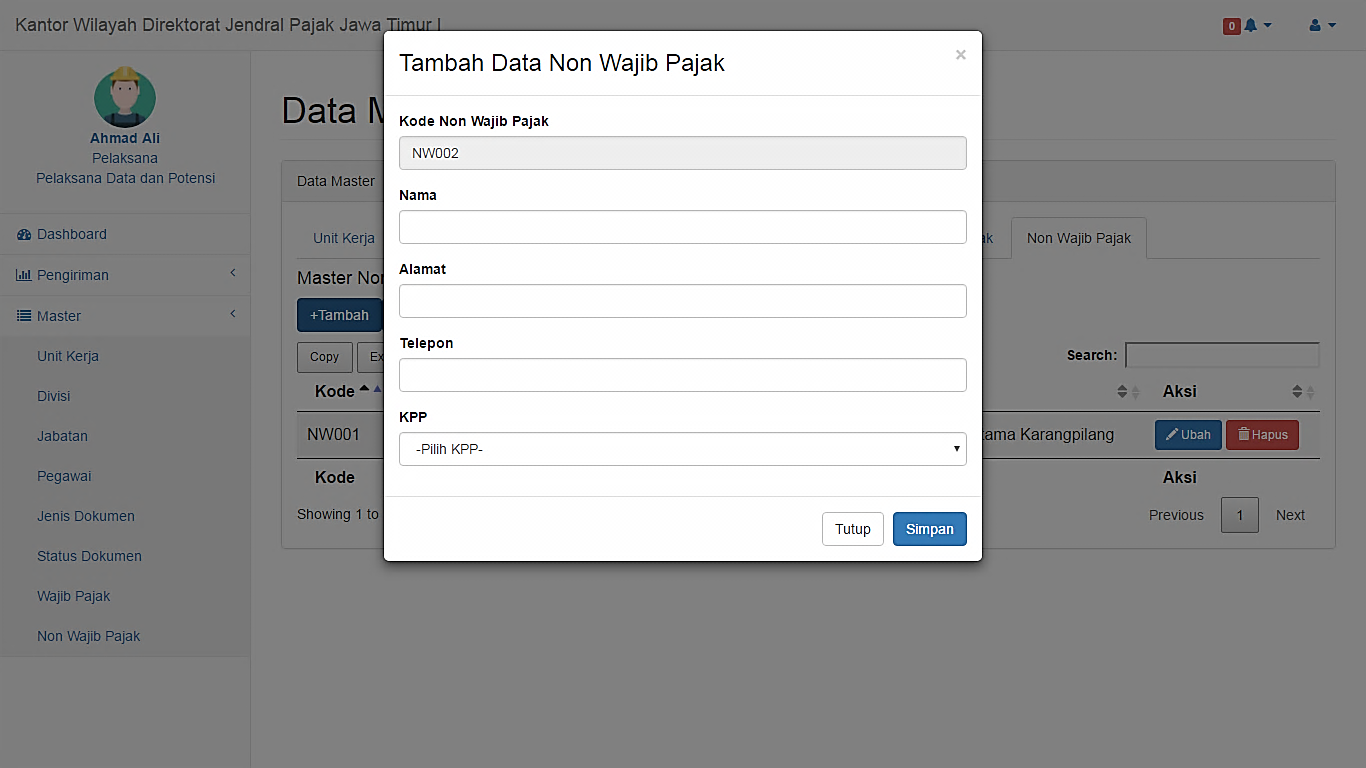 Kantor Wilayah Direktorat Jendral Pajak Jawa Timur I
0
Ahmad Ali
Pelaksana
Pelaksana Data dan Potensi
Dashboard
Pengiriman
Master
Unit Kerja
Divisi
Jabatan
Pegawai
Jenis Dokumen
Status Dokumen
Wajib Pajak
Non Wajib Pajak
Data
Data Master
Unit Kerja
Non Wajib Pajak
Master
+Tambah
Copy
Search:
Kode
Aksi
NW001
Karangpilang
Ubah
Hapus
Kode
Aksi
Showing 1 to
Previous
1
Next
Tambah Data Non Wajib Pajak
×
Kode Non Wajib Pajak
NW002
Nama
Alamat
Telepon
KPP
-Pilih KPP-
Tutup
Simpan